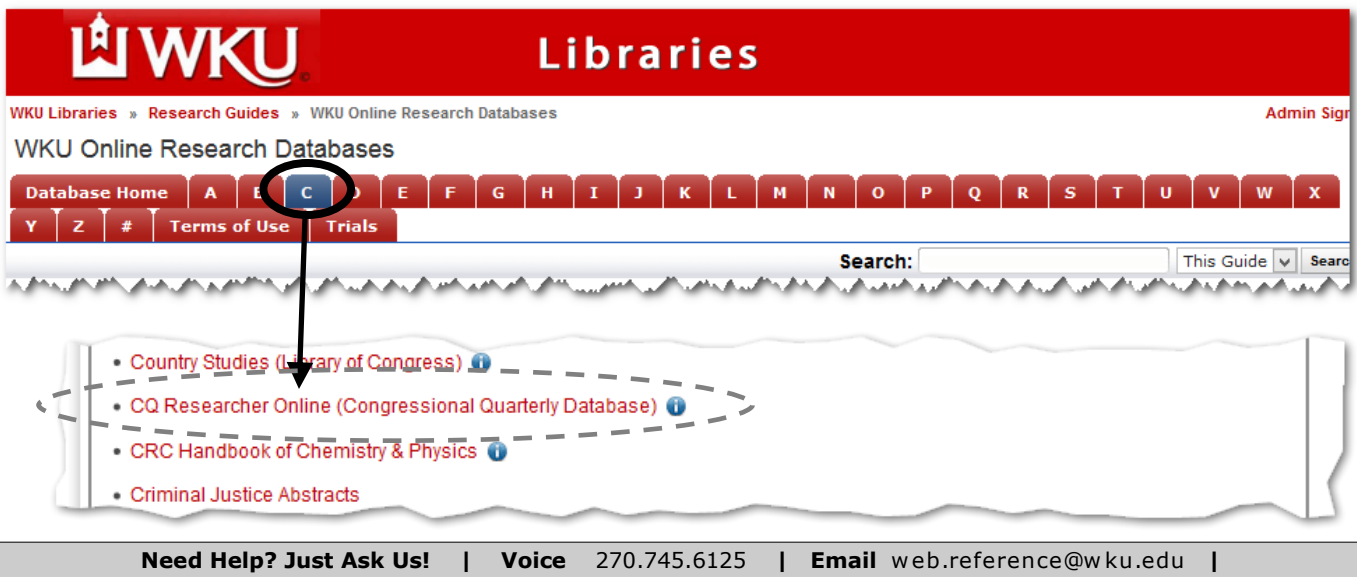 WKU Libraries
WKU Libraries » Research Guides » WKU Online Research Databases Admin Sign
WKU Online Research Databases
Database Home A B C D E F G H I J K L M N O P Q R S T U V W X
Y Z # Terms of Use Trials
Search: This Guide Searc
• Country Studies (Library of Congress)
• CQ Researcher Online (Congressional Quarterly Database)
• CRC Handbook of Chemistry & Physics
• Criminal Justice Abstracts
Need Help? Just Ask Us! | Voice 270.745.6125 | Email web.reference@wku.edu |